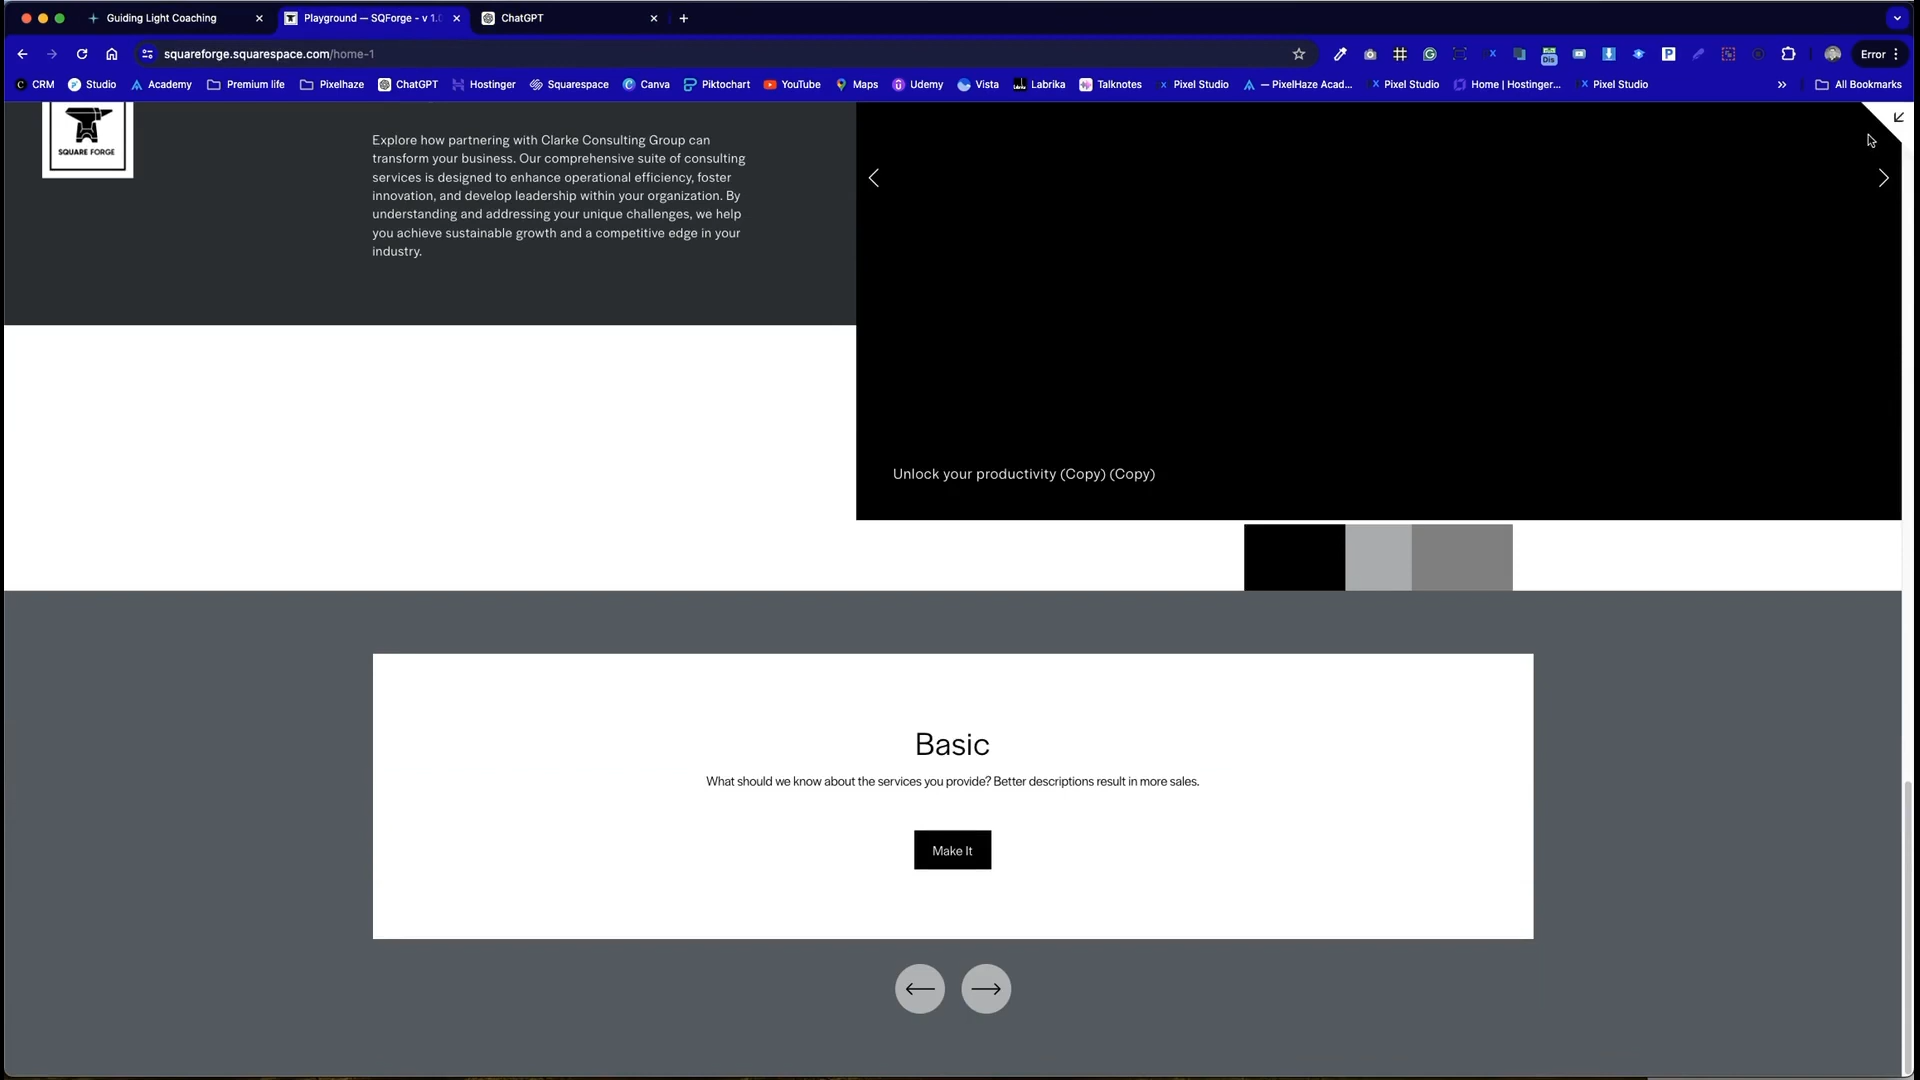 Guiding Light Coaching
Playground — SQForge - v 1.0
ChatGPT
squareforge.squarespace.com/home-1
Error
CRM
Studio
Academy
Premium life
Pixelhaze
ChatGPT
Hostinger
Squarespace
Canva
Piktochart
YouTube
Maps
Udemy
Vista
Labrika
Talknotes
Pixel Studio
— PixelHaze Acad...
Pixel Studio
Home | Hostinger...
Pixel Studio
All Bookmarks
SQUARE FORGE
Explore how partnering with Clarke Consulting Group can
transform your business. Our comprehensive suite of consulting
services is designed to enhance operational efficiency, foster
innovation, and develop leadership within your organization. By
understanding and addressing your unique challenges, we help
you achieve sustainable growth and a competitive edge in your
industry.
Unlock your productivity (Copy) (Copy)
Basic
What should we know about the services you provide? Better descriptions result in more sales.
Make It